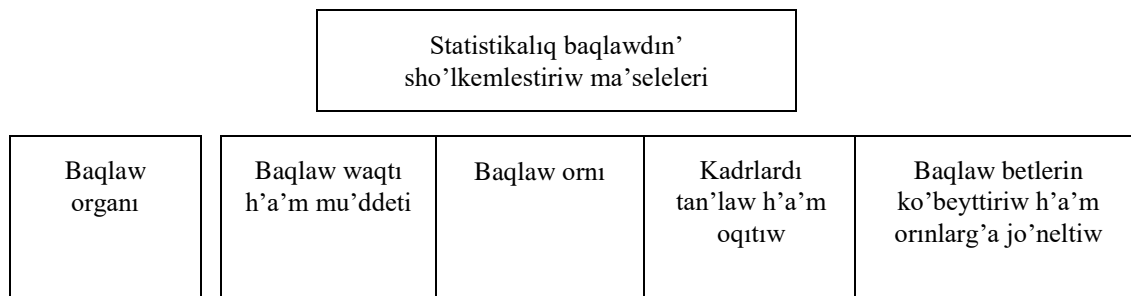 Statistikalıq baqlawdın’
sho’lkemlestiriw ma’seleleri
Baqlaw
organı
Baqlaw waqtı
h’a’m mu’ddeti
Baqlaw ornı
Kadrlardı
tan’law h’a’m
oqıtıw
Baqlaw betlerin
ko’beyttiriw h’a’m
orınlarg’a jo’neltiw